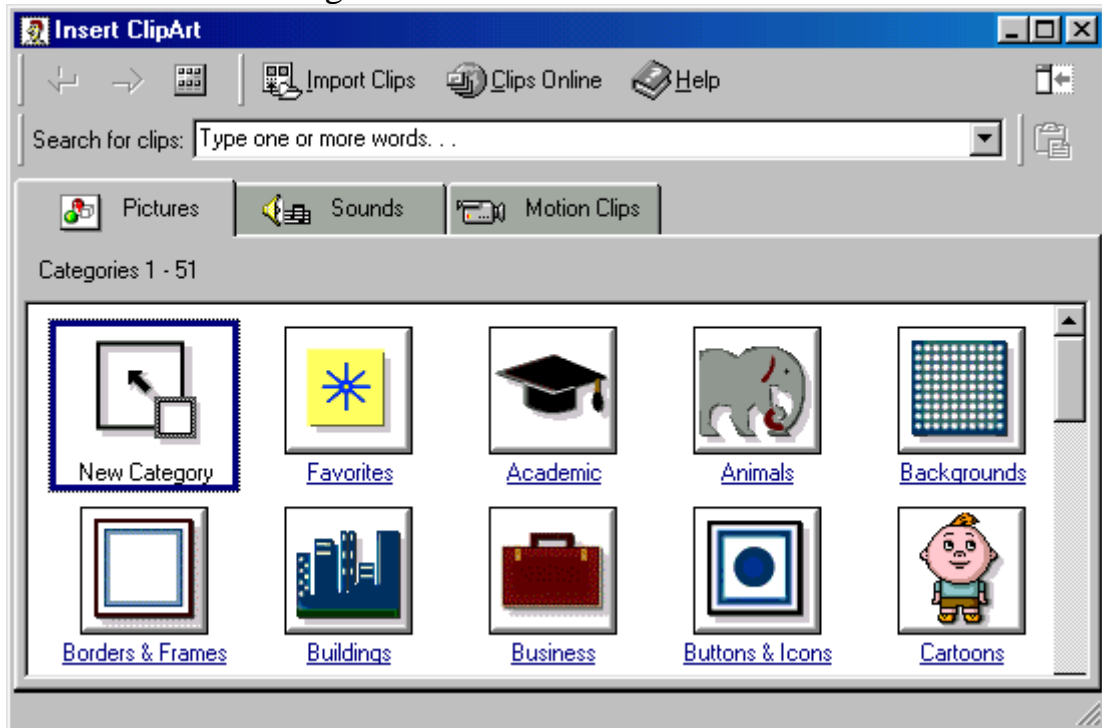 Insert ClipArt
Import Clips Clips Online Help
Search for clips: Type one or more words. . .
Pictures Sounds Motion Clips
Categories 1 - 51
New Category Favorites Academic Animals Backgrounds
Borders & Frames Buildings Business Buttons & Icons Cartoons